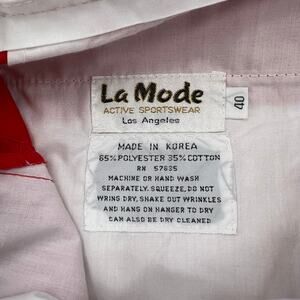 La Mode
ACTIVE SPORTSWEAR
Los Angeles
40
MADE IN KOREA
65% POLYESTER 35% COTTON
RN 57635
MACHINE OR HAND WASH
SEPARATELY. SQUEEZE, DO NOT
WRING DRY, SHAKE OUT WRINKLES
AND HANG ON HANGER TO DRY
CAN ALSO BE DRY CLEANED